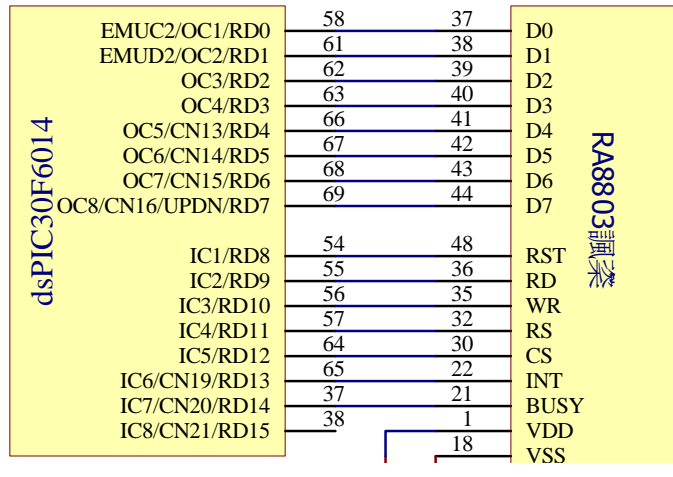 EMUC2/OC1/RD0 58 37 D0
EMUD2/OC2/RD1 61 38 D1
OC3/RD2 62 39 D2
OC4/RD3 63 40 D3
OC5/CN13/RD4 66 41 D4
OC6/CN14/RD5 67 42 D5
OC7/CN15/RD6 68 43 D6
OC8/CN16/UPDN/RD7 69 44 D7
IC1/RD8 54 48 RST
IC2/RD9 55 36 RD
IC3/RD10 56 35 WR
IC4/RD11 57 32 RS
IC5/RD12 64 30 CS
IC6/CN19/RD13 65 22 INT
IC7/CN20/RD14 37 21 BUSY
IC8/CN21/RD15 38 1 VDD
18 VSS
dsPIC30F6014
RA8803